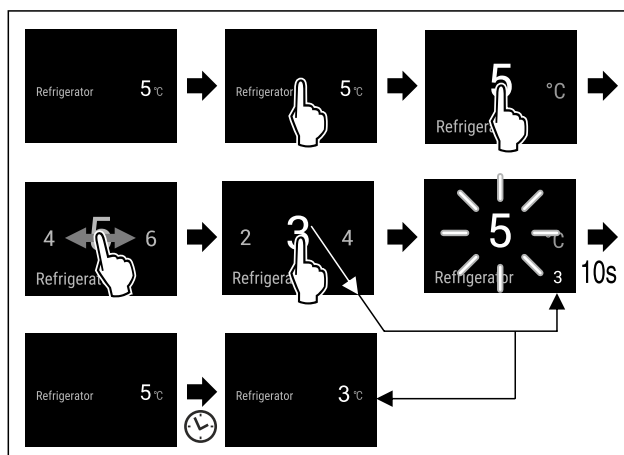 Refrigerator 5 °C
Refrigerator 5 °C
5 °C
Refrigerator
4 5 6
Refrigerator
2 3 4
Refrigerator
5 °C
Refrigerator 3
10s
Refrigerator 5 °C
Refrigerator 3 °C